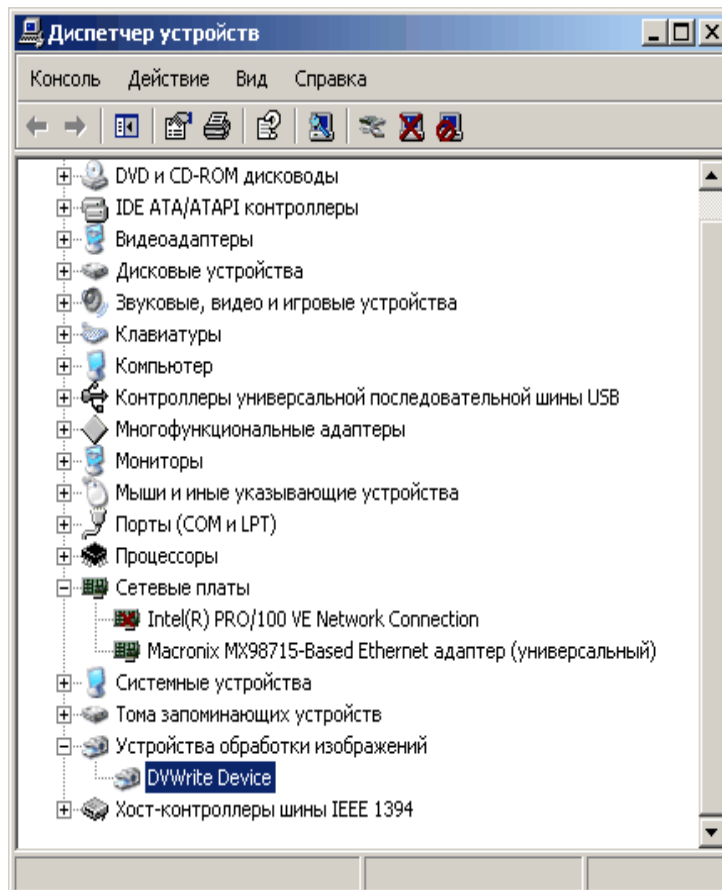 Диспетчер устройств
Консоль Действие Вид Справка
DVD и CD-ROM дисководы
IDE ATA/ATAPI контроллеры
Видеоадаптеры
Дисковые устройства
Звуковые, видео и игровые устройства
Клавиатуры
Компьютер
Контроллеры универсальной последовательной шины USB
Многофункциональные адаптеры
Мониторы
Мыши и иные указывающие устройства
Порты (COM и LPT)
Процессоры
Сетевые платы
Intel(R) PRO/100 VE Network Connection
Macronix MX98715-Based Ethernet адаптер (универсальный)
Системные устройства
Тома запоминающих устройств
Устройства обработки изображений
DVWrite Device
Хост-контроллеры шины IEEE 1394